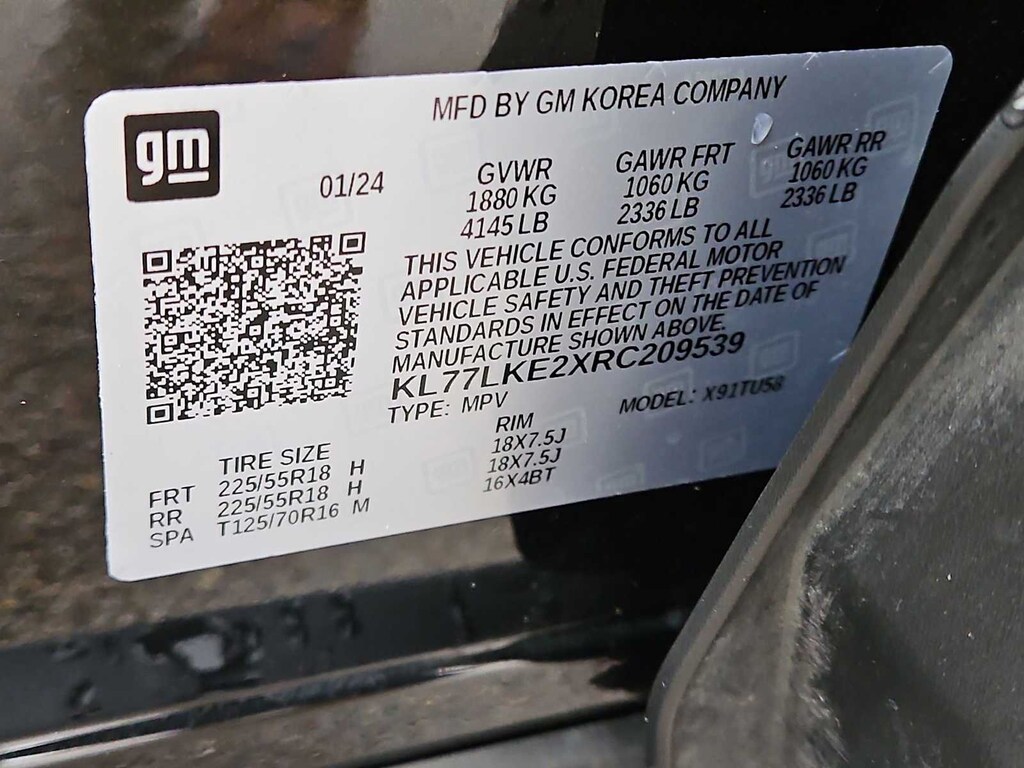 MFD BY GM KOREA COMPANY
gm
01/24
GVWR GAWR FRT GAWR RR
1880 KG 1060 KG 1060 KG
4145 LB 2336 LB 2336 LB
THIS VEHICLE CONFORMS TO ALL
APPLICABLE U.S. FEDERAL MOTOR
VEHICLE SAFETY AND THEFT PREVENTION
STANDARDS IN EFFECT ON THE DATE OF
MANUFACTURE SHOWN ABOVE.
KL77LKE2XRC209539
TYPE: MPV MODEL: X91TU58
TIRE SIZE RIM
FRT 225/55R18 H 18X7.5J
RR 225/55R18 H 18X7.5J
SPA T125/70R16 M 16X4BT